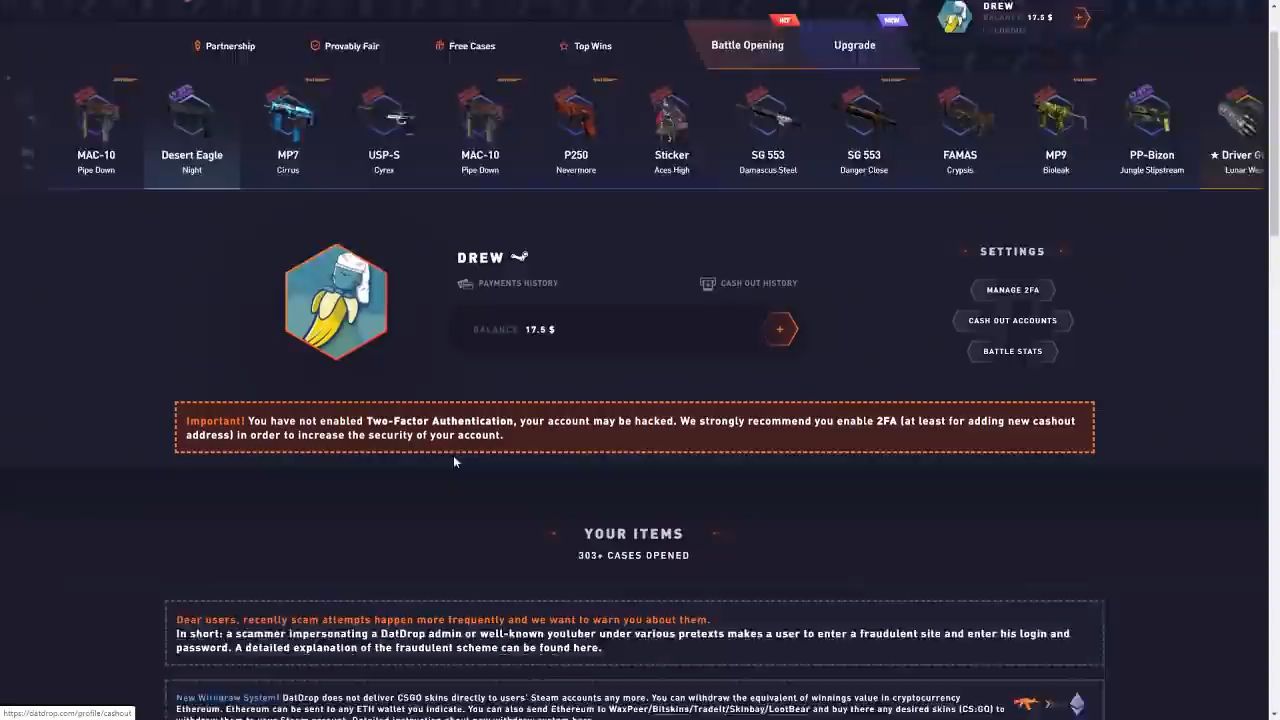 DREW
BALANCE 17.5 $
HOT
NEW
Partnership
Provably Fair
Free Cases
Top Wins
Battle Opening
Upgrade
MAC-10
Pipe Down
Desert Eagle
Night
MP7
Cirrus
USP-S
Cyrex
MAC-10
Pipe Down
P250
Nevermore
Sticker
Aces High
SG 553
Damascus Steel
SG 553
Danger Close
FAMAS
Crypsis
MP9
Bioleak
PP-Bizon
Jungle Slipstream
★ Driver
Lunar
DREW
PAYMENTS HISTORY
CASH OUT HISTORY
BALANCE 17.5 $
SETTINGS
MANAGE 2FA
CASH OUT ACCOUNTS
BATTLE STATS
Important! You have not enabled Two-Factor Authentication, your account may be hacked. We strongly recommend you enable 2FA (at least for adding new cashout
address) in order to increase the security of your account.
YOUR ITEMS
303+ CASES OPENED
Dear users, recently scam attempts happen more frequently and we want to warn you about them.
In short: a scammer impersonating a DatDrop admin or well-known youtuber under various pretexts makes a user to enter a fraudulent site and enter his login and
password. A detailed explanation of the fraudulent scheme can be found here.
New Withdraw System! DatDrop does not deliver CSGO skins directly to users' Steam accounts any more. You can withdraw the equivalent of winnings value in cryptocurrency
Ethereum. Ethereum can be sent to any ETH wallet you indicate. You can also send Ethereum to WaxPeer/Bitskins/TradeIt/Skinbay/LootBear and buy there any desired skins (CS:GO) to
https://datdrop.com/profile/cashout